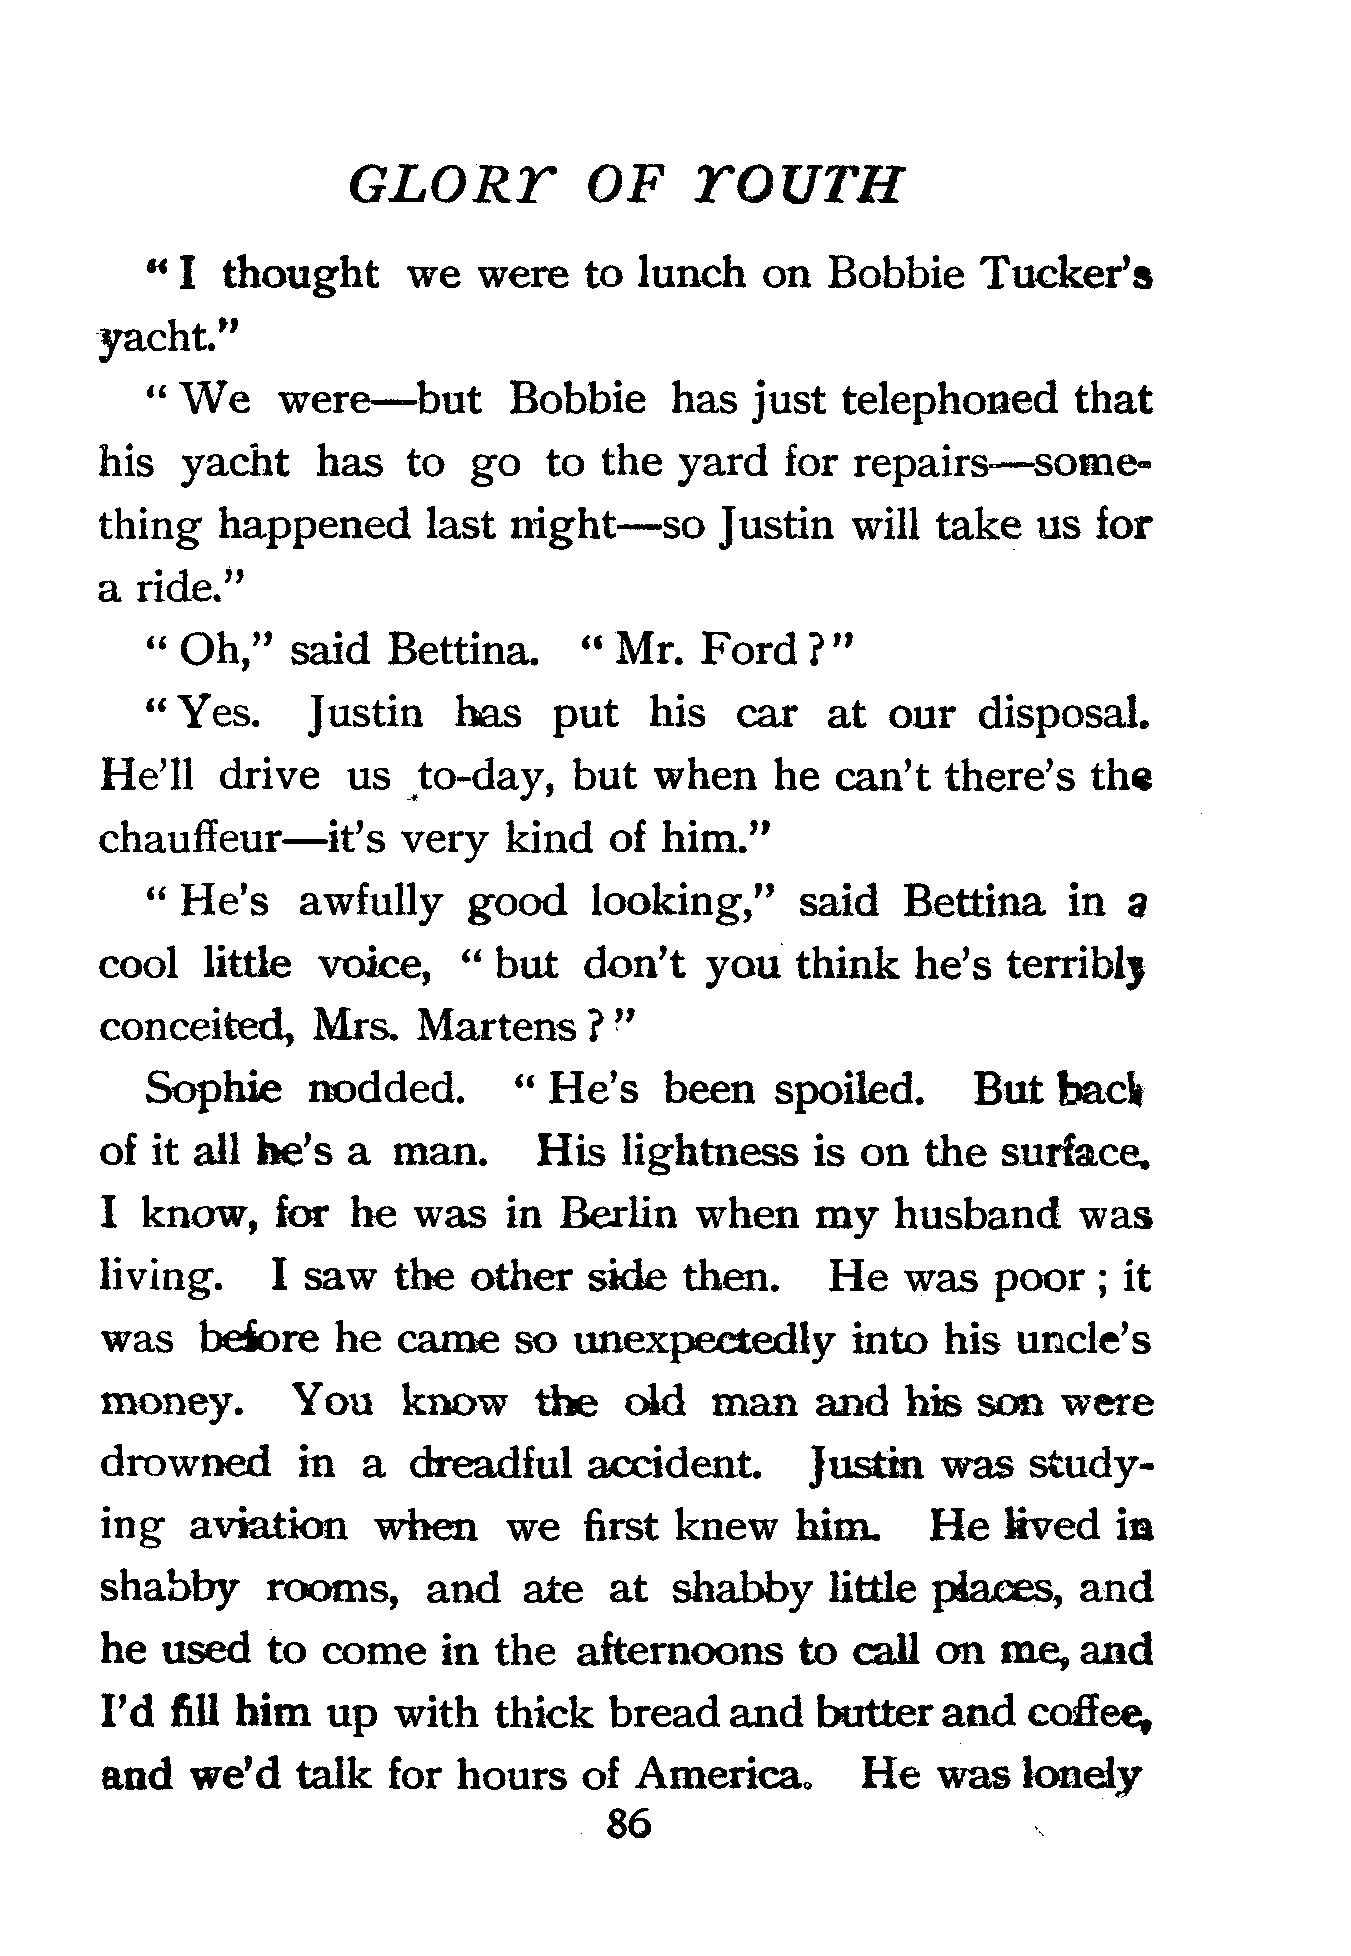 GLORY OF YOUTH
"I thought we were to lunch on Bobbie Tucker's
yacht."
"We were—but Bobbie has just telephoned that
his yacht has to go to the yard for repairs—some-
thing happened last night—so Justin will take us for
a ride."
"Oh," said Bettina. "Mr. Ford?"
"Yes. Justin has put his car at our disposal.
He'll drive us to-day, but when he can't there's the
chauffeur—it's very kind of him."
"He's awfully good looking," said Bettina in a
cool little voice, "but don't you think he's terribly
conceited, Mrs. Martens?"
Sophie nodded. "He's been spoiled. But back
of it all he's a man. His lightness is on the surface.
I know, for he was in Berlin when my husband was
living. I saw the other side then. He was poor; it
was before he came so unexpectedly into his uncle's
money. You know the old man and his son were
drowned in a dreadful accident. Justin was study-
ing aviation when we first knew him. He lived in
shabby rooms, and ate at shabby little places, and
he used to come in the afternoons to call on me, and
I'd fill him up with thick bread and butter and coffee,
and we'd talk for hours of America. He was lonely
86